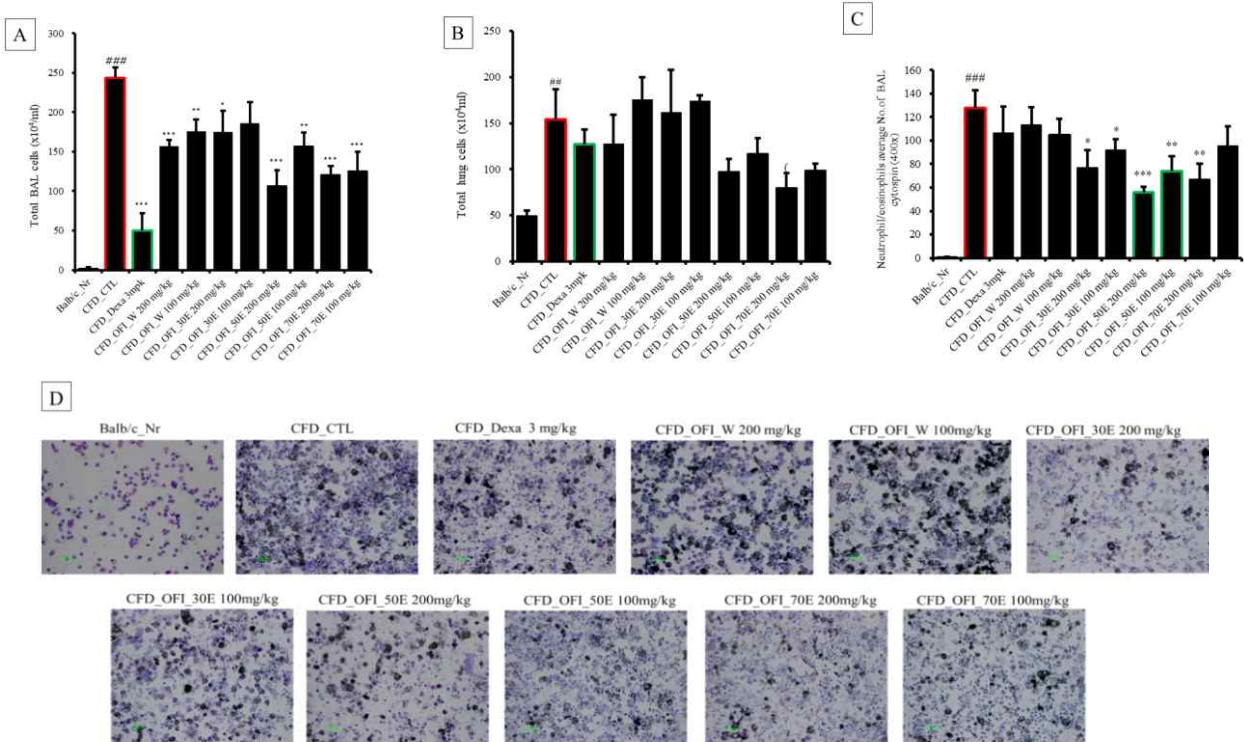 A
Total BAL cells (x10⁴/ml)
300
250
200
150
100
50
0
###
***
***
**
*
***
**
***
***
Balb/c_Nr
CFD_CTL
CFD_Dexa 3mpk
CFD_OFI_W 200 mg/kg
CFD_OFI_W 100 mg/kg
CFD_OFI_30E 200 mg/kg
CFD_OFI_30E 100 mg/kg
CFD_OFI_50E 200 mg/kg
CFD_OFI_50E 100 mg/kg
CFD_OFI_70E 200 mg/kg
CFD_OFI_70E 100 mg/kg
B
Total lung cells (x10⁴/ml)
250
200
150
100
50
0
##
(
Balb/c_Nr
CFD_CTL
CFD_Dexa 3mpk
CFD_OFI_W 200 mg/kg
CFD_OFI_W 100 mg/kg
CFD_OFI_30E 200 mg/kg
CFD_OFI_30E 100 mg/kg
CFD_OFI_50E 200 mg/kg
CFD_OFI_50E 100 mg/kg
CFD_OFI_70E 200 mg/kg
CFD_OFI_70E 100 mg/kg
C
Neutrophil/eosinophils average No.of BAL
cytospin (400x)
160
140
120
100
80
60
40
20
0
###
*
*
***
**
**
Balb/c_Nr
CFD_CTL
CFD_Dexa 3mpk
CFD_OFI_W 200 mg/kg
CFD_OFI_W 100 mg/kg
CFD_OFI_30E 200 mg/kg
CFD_OFI_30E 100 mg/kg
CFD_OFI_50E 200 mg/kg
CFD_OFI_50E 100 mg/kg
CFD_OFI_70E 200 mg/kg
CFD_OFI_70E 100 mg/kg
D
Balb/c_Nr
CFD_CTL
CFD_Dexa 3 mg/kg
CFD_OFI_W 200 mg/kg
CFD_OFI_W 100mg/kg
CFD_OFI_30E 200 mg/kg
CFD_OFI_30E 100mg/kg
CFD_OFI_50E 200mg/kg
CFD_OFI_50E 100mg/kg
CFD_OFI_70E 200mg/kg
CFD_OFI_70E 100mg/kg